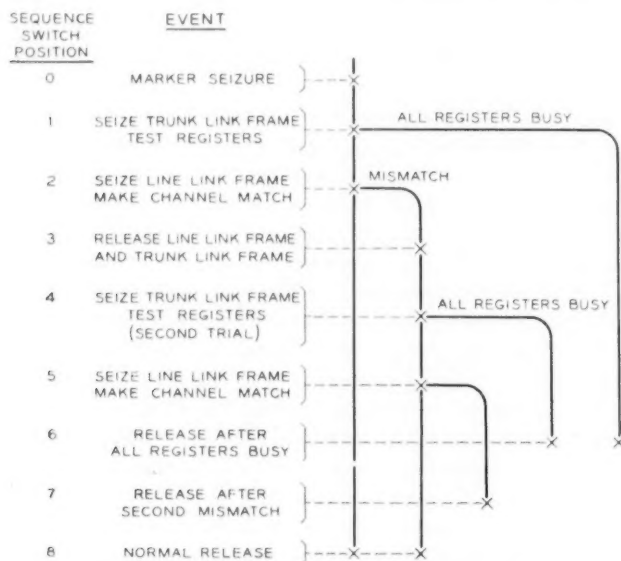 SEQUENCE
SWITCH
POSITION
EVENT
0 MARKER SEIZURE
1 SEIZE TRUNK LINK FRAME
TEST REGISTERS
ALL REGISTERS BUSY
2 SEIZE LINE LINK FRAME
MAKE CHANNEL MATCH
MISMATCH
3 RELEASE LINE LINK FRAME
AND TRUNK LINK FRAME
4 SEIZE TRUNK LINK FRAME
TEST REGISTERS
(SECOND TRIAL)
ALL REGISTERS BUSY
5 SEIZE LINE LINK FRAME
MAKE CHANNEL MATCH
6 RELEASE AFTER
ALL REGISTERS BUSY
7 RELEASE AFTER
SECOND MISMATCH
8 NORMAL RELEASE